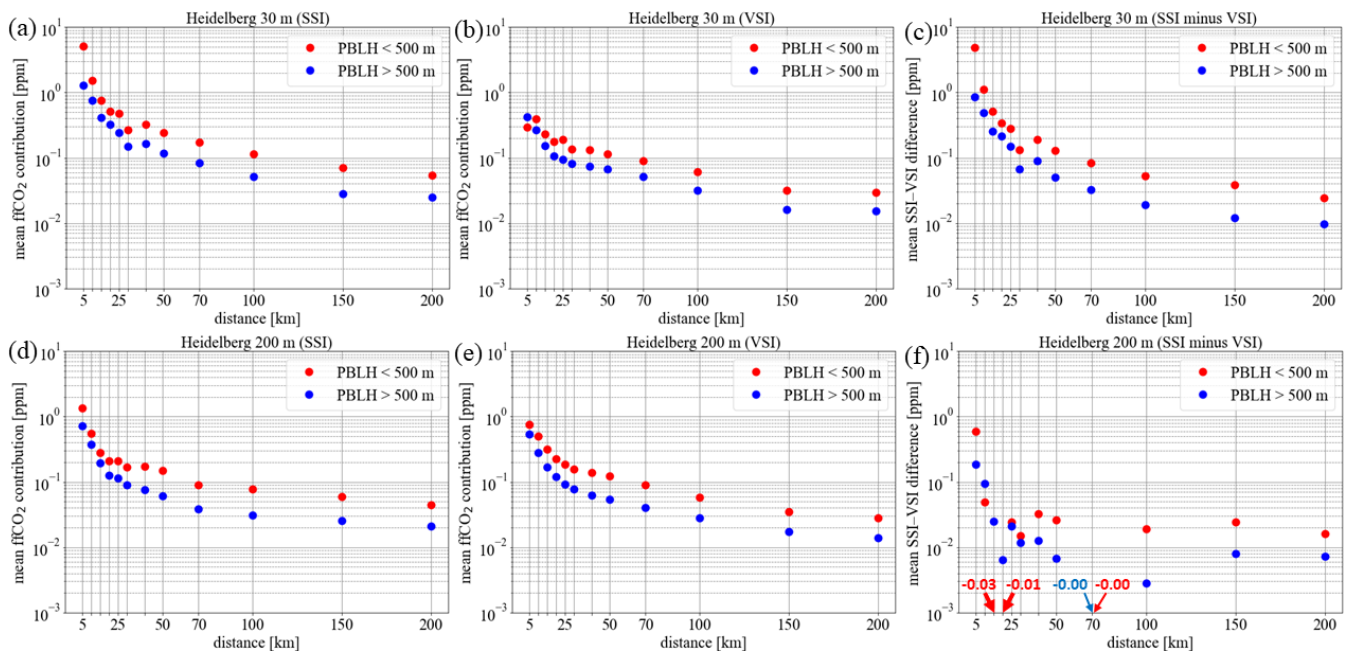 (a)
Heidelberg 30 m (SSI)
mean ffCO₂ contribution [ppm]
10¹
10⁰
10⁻¹
10⁻²
10⁻³
PBLH < 500 m
PBLH > 500 m
5 25 50 70 100 150 200
distance [km]
(b)
Heidelberg 30 m (VSI)
mean ffCO₂ contribution [ppm]
10¹
10⁰
10⁻¹
10⁻²
10⁻³
PBLH < 500 m
PBLH > 500 m
5 25 50 70 100 150 200
distance [km]
(c)
Heidelberg 30 m (SSI minus VSI)
mean SSI–VSI difference [ppm]
10¹
10⁰
10⁻¹
10⁻²
10⁻³
PBLH < 500 m
PBLH > 500 m
5 25 50 70 100 150 200
distance [km]
(d)
Heidelberg 200 m (SSI)
mean ffCO₂ contribution [ppm]
10¹
10⁰
10⁻¹
10⁻²
10⁻³
PBLH < 500 m
PBLH > 500 m
5 25 50 70 100 150 200
distance [km]
(e)
Heidelberg 200 m (VSI)
mean ffCO₂ contribution [ppm]
10¹
10⁰
10⁻¹
10⁻²
10⁻³
PBLH < 500 m
PBLH > 500 m
5 25 50 70 100 150 200
distance [km]
(f)
Heidelberg 200 m (SSI minus VSI)
mean SSI–VSI difference [ppm]
10¹
10⁰
10⁻¹
10⁻²
10⁻³
PBLH < 500 m
PBLH > 500 m
-0.03 -0.01 -0.00 -0.00
5 25 50 70 100 150 200
distance [km]